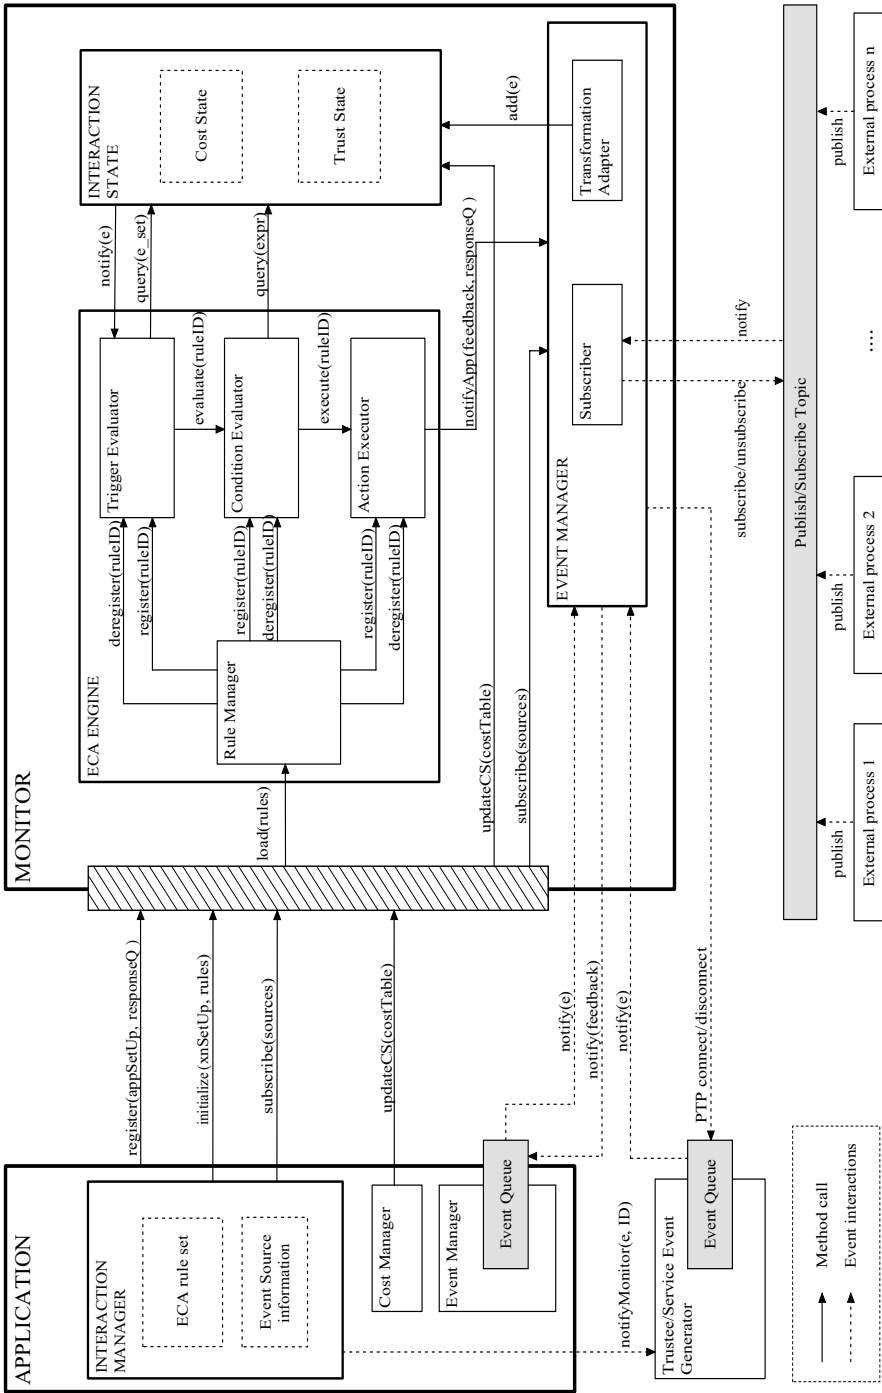 APPLICATION
INTERACTION
MANAGER
ECA rule set
Event Source
information
Cost Manager
Event Manager
Event Queue
Trustee/Service Event
Generator
Event Queue
Method call
Event interactions
register(appSetUp, responseQ )
initialize (xnSetUp, rules)
subscribe(sources)
updateCS(costTable)
notify(e)
notify(feedback)
notify(e)
PTP connect/disconnect
notifyMonitor(e, ID)
MONITOR
load(rules)
updateCS(costTable)
subscribe(sources)
ECA ENGINE
Rule Manager
deregister(ruleID)
register(ruleID)
register(ruleID)
deregister(ruleID)
register(ruleID)
deregister(ruleID)
Trigger Evaluator
evaluate(ruleID)
Condition Evaluator
execute(ruleID)
Action Executor
notify(e)
query(e_set)
query(expr)
notifyApp(feedback, responseQ )
INTERACTION
STATE
Cost State
Trust State
add(e)
EVENT MANAGER
Subscriber
Transformation
Adapter
subscribe/unsubscribe
notify
Publish/Subscribe Topic
publish
publish
publish
External process 1
External process 2
....
External process n